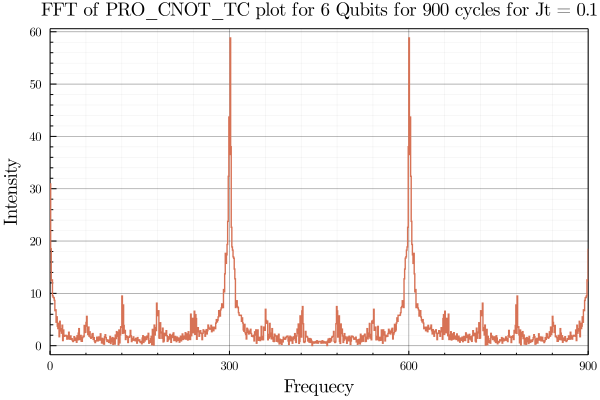 FFT of PRO_CNOT_TC plot for 6 Qubits for 900 cycles for Jt = 0.1
60
50
40
30
20
10
0
Intensity
0 300 600 900
Frequecy